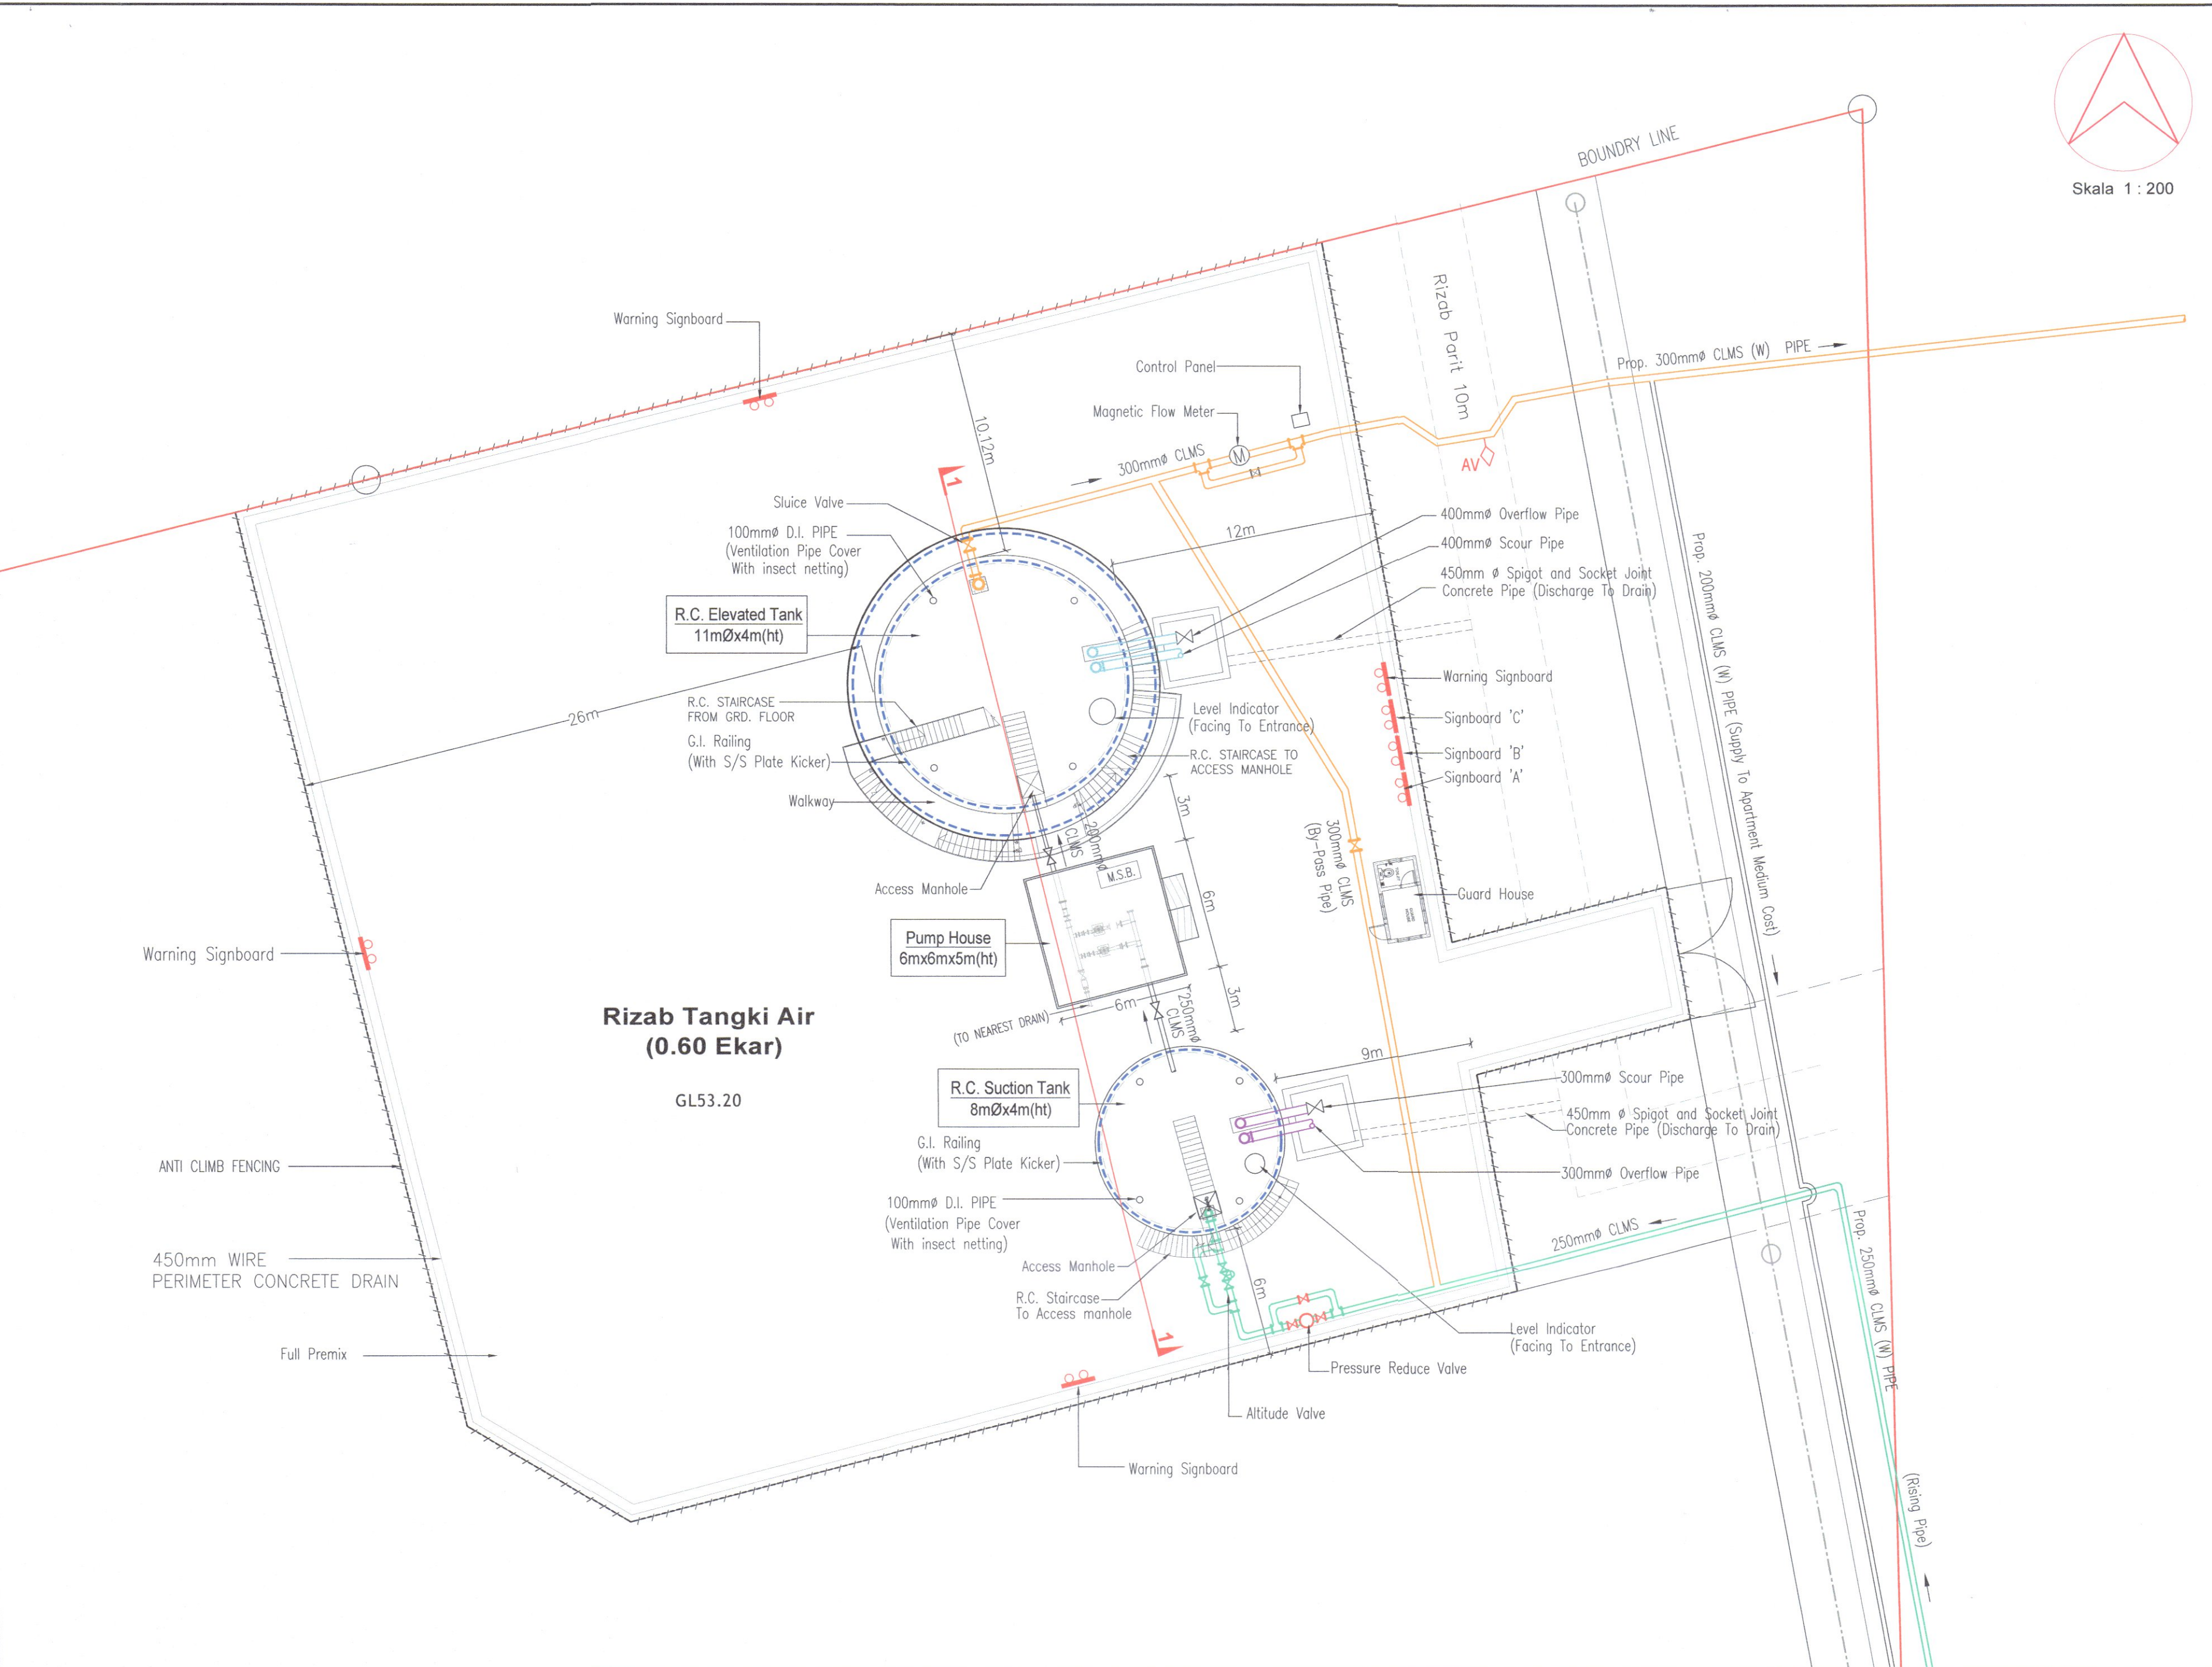 Skala 1 : 200
BOUNDRY LINE
Rizab Parit 10m
Prop. 300mmø CLMS (W) PIPE
Warning Signboard
Control Panel
Magnetic Flow Meter
M
AV
10.12m
300mmø CLMS
1
Sluice Valve
100mmø D.I. PIPE
(Ventilation Pipe Cover
With insect netting)
12m
400mmø Overflow Pipe
400mmø Scour Pipe
450mm ø Spigot and Socket Joint
Concrete Pipe (Discharge To Drain)
Prop. 200mmø CLMS (W) PIPE (Supply To Apartment Medium Cost)
R.C. Elevated Tank
11mØx4m(ht)
26m
R.C. STAIRCASE
FROM GRD. FLOOR
G.I. Railing
(With S/S Plate Kicker)
Walkway
Level Indicator
(Facing To Entrance)
R.C. STAIRCASE TO
ACCESS MANHOLE
Warning Signboard
Signboard 'C'
Signboard 'B'
Signboard 'A'
3m
200mmø
CLMS
300mmø CLMS
(By-Pass Pipe)
Access Manhole
M.S.B.
6m
Guard House
Pump House
6mx6mx5m(ht)
Warning Signboard
3m
6m
250mmø
CLMS
(TO NEAREST DRAIN)
Rizab Tangki Air
(0.60 Ekar)
GL53.20
9m
R.C. Suction Tank
8mØx4m(ht)
300mmø Scour Pipe
450mm ø Spigot and Socket Joint
Concrete Pipe (Discharge To Drain)
G.I. Railing
(With S/S Plate Kicker)
300mmø Overflow Pipe
ANTI CLIMB FENCING
100mmø D.I. PIPE
(Ventilation Pipe Cover
With insect netting)
250mmø CLMS
Prop. 250mmø CLMS (W) PIPE
450mm WIRE
PERIMETER CONCRETE DRAIN
Access Manhole
R.C. Staircase
To Access manhole
6m
1
Level Indicator
(Facing To Entrance)
Full Premix
Pressure Reduce Valve
Altitude Valve
Warning Signboard
(Rising Pipe)